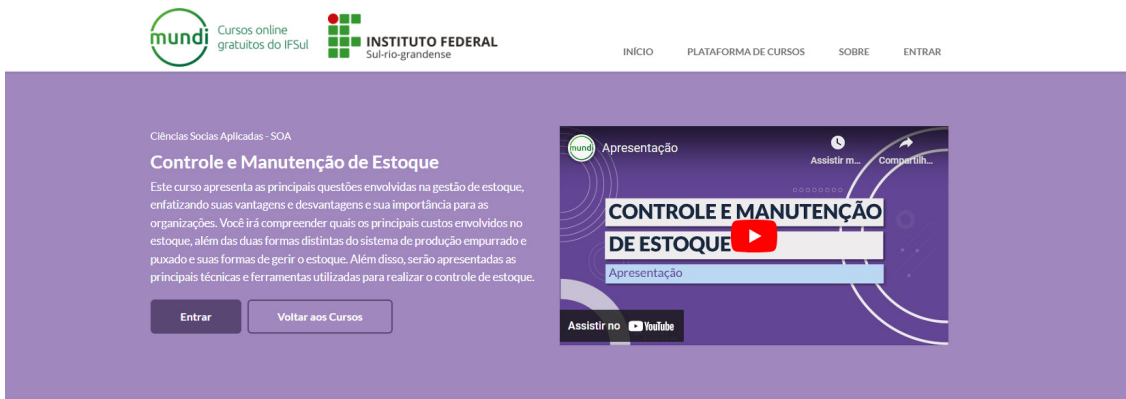 mundi
Cursos online
gratuitos do IFSul
INSTITUTO FEDERAL
Sul-rio-grandense
INÍCIO
PLATAFORMA DE CURSOS
SOBRE
ENTRAR
Ciências Socias Aplicadas - SOA
Controle e Manutenção de Estoque
Este curso apresenta as principais questões envolvidas na gestão de estoque,
enfatizando suas vantagens e desvantagens e sua importância para as
organizações. Você irá compreender quais os principais custos envolvidos no
estoque, além das duas formas distintas do sistema de produção empurrado e
puxado e suas formas de gerir o estoque. Além disso, serão apresentadas as
principais técnicas e ferramentas utilizadas para realizar o controle de estoque.
Entrar
Voltar aos Cursos
mundi
Apresentação
Assistir m...
Compartilh...
CONTROLE E MANUTENÇÃO
DE ESTOQUE
Apresentação
Assistir no YouTube